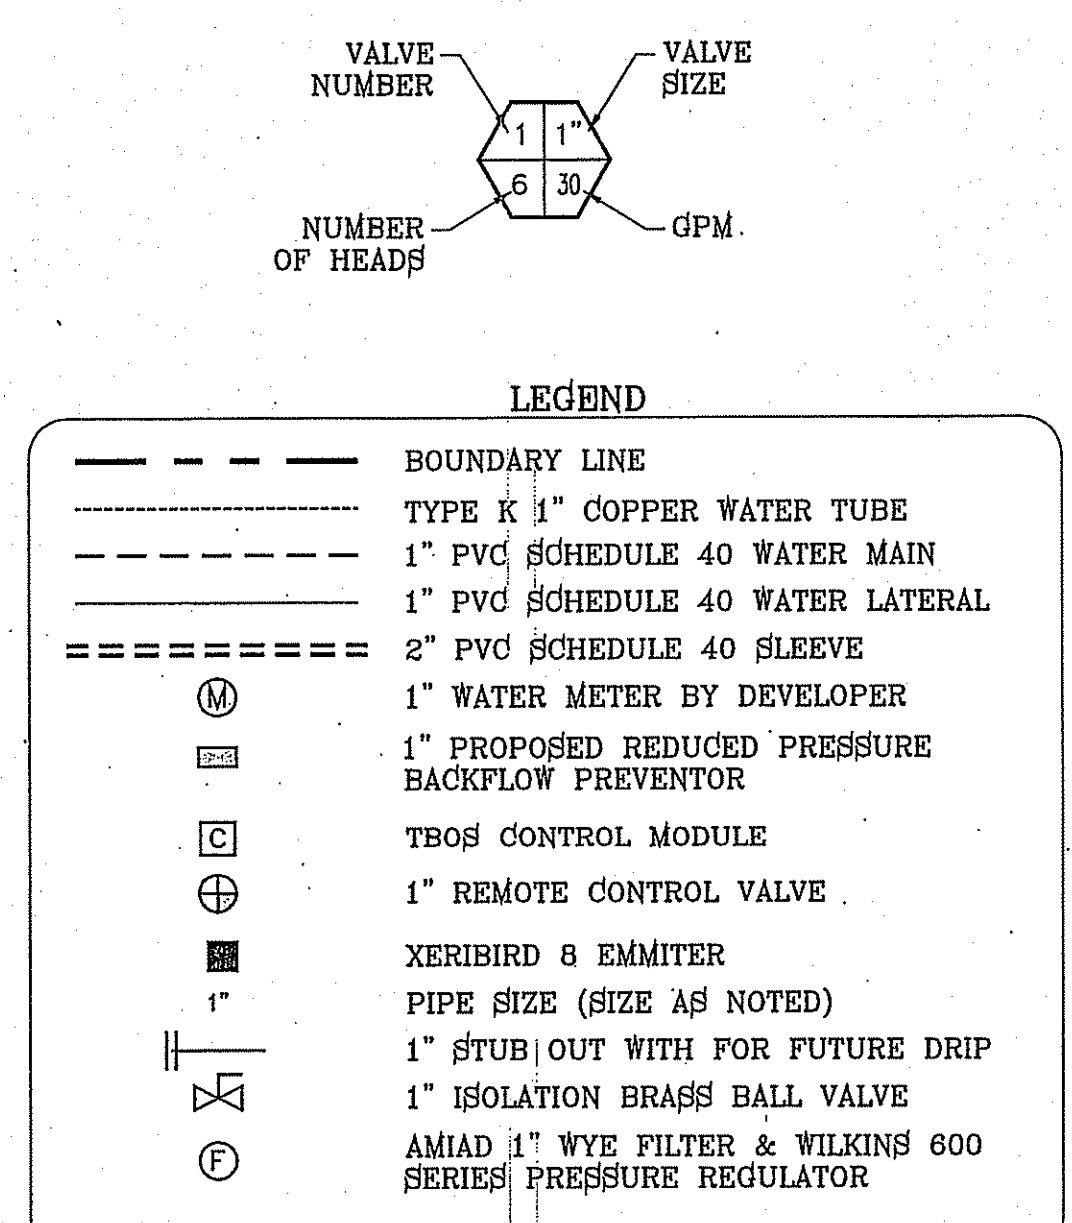 VALVE NUMBER
VALVE SIZE
1
1"
6
30
NUMBER OF HEADS
GPM
LEGEND
BOUNDARY LINE
TYPE K 1" COPPER WATER TUBE
1" PVC SCHEDULE 40 WATER MAIN
1" PVC SCHEDULE 40 WATER LATERAL
2" PVC SCHEDULE 40 SLEEVE
M
1" WATER METER BY DEVELOPER
1" PROPOSED REDUCED PRESSURE
BACKFLOW PREVENTOR
C
TBOS CONTROL MODULE
1" REMOTE CONTROL VALVE
XERIBIRD 8 EMMITER
1"
PIPE SIZE (SIZE AS NOTED)
1" STUB OUT WITH FOR FUTURE DRIP
1" ISOLATION BRASS BALL VALVE
F
AMIAD 1" WYE FILTER & WILKINS 600
SERIES PRESSURE REGULATOR